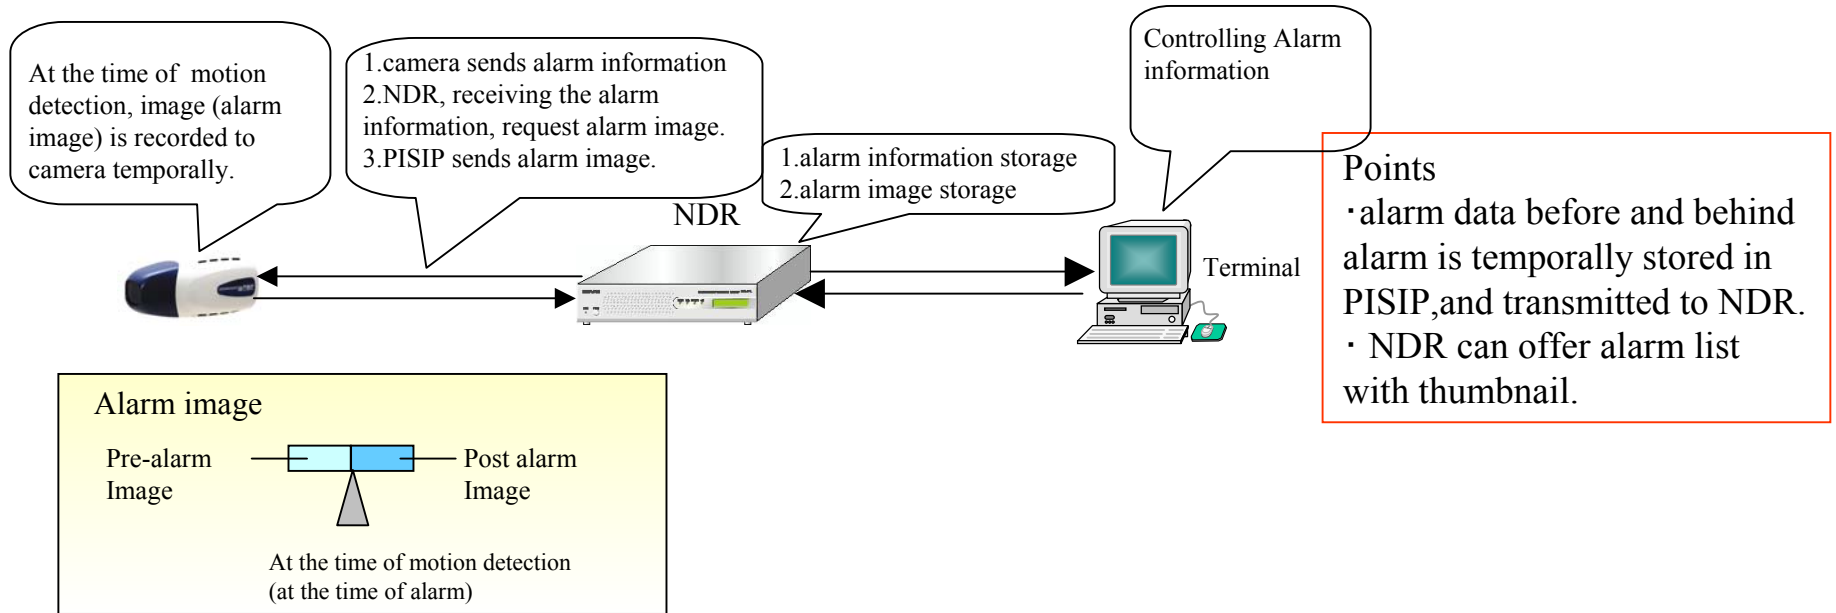 At the time of motion
detection, image (alarm
image) is recorded to
camera temporally.
1.camera sends alarm information
2.NDR, receiving the alarm
information, request alarm image.
3.PISIP sends alarm image.
1.alarm information storage
2.alarm image storage
Controlling Alarm
information
NDR
Terminal
Points
・alarm data before and behind
alarm is temporally stored in
PISIP,and transmitted to NDR.
・ NDR can offer alarm list
with thumbnail.
Alarm image
Pre-alarm
Image
Post alarm
Image
At the time of motion detection
(at the time of alarm)